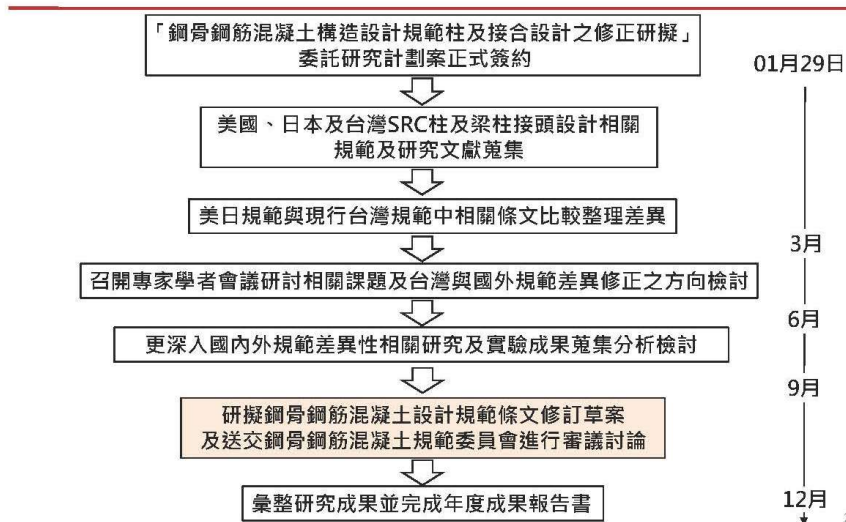 「鋼骨鋼筋混凝土構造設計規範柱及接合設計之修正研擬」
委託研究計劃案正式簽約
01月29日
美國、日本及台灣SRC柱及梁柱接頭設計相關
規範及研究文獻蒐集
美日規範與現行台灣規範中相關條文比較整理差異
3月
召開專家學者會議研討相關課題及台灣與國外規範差異修正之方向檢討
6月
更深入國內外規範差異性相關研究及實驗成果蒐集分析檢討
9月
研擬鋼骨鋼筋混凝土設計規範條文修訂草案
及送交鋼骨鋼筋混凝土規範委員會進行審議討論
彙整研究成果並完成年度成果報告書
12月